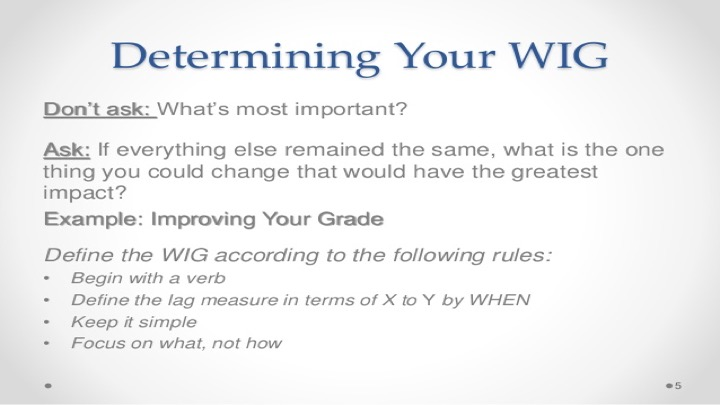 Determining Your WIG
Don't ask: What's most important?
Ask: If everything else remained the same, what is the one
thing you could change that would have the greatest
impact?
Example: Improving Your Grade
Define the WIG according to the following rules:
• Begin with a verb
• Define the lag measure in terms of X to Y by WHEN
• Keep it simple
• Focus on what, not how
5